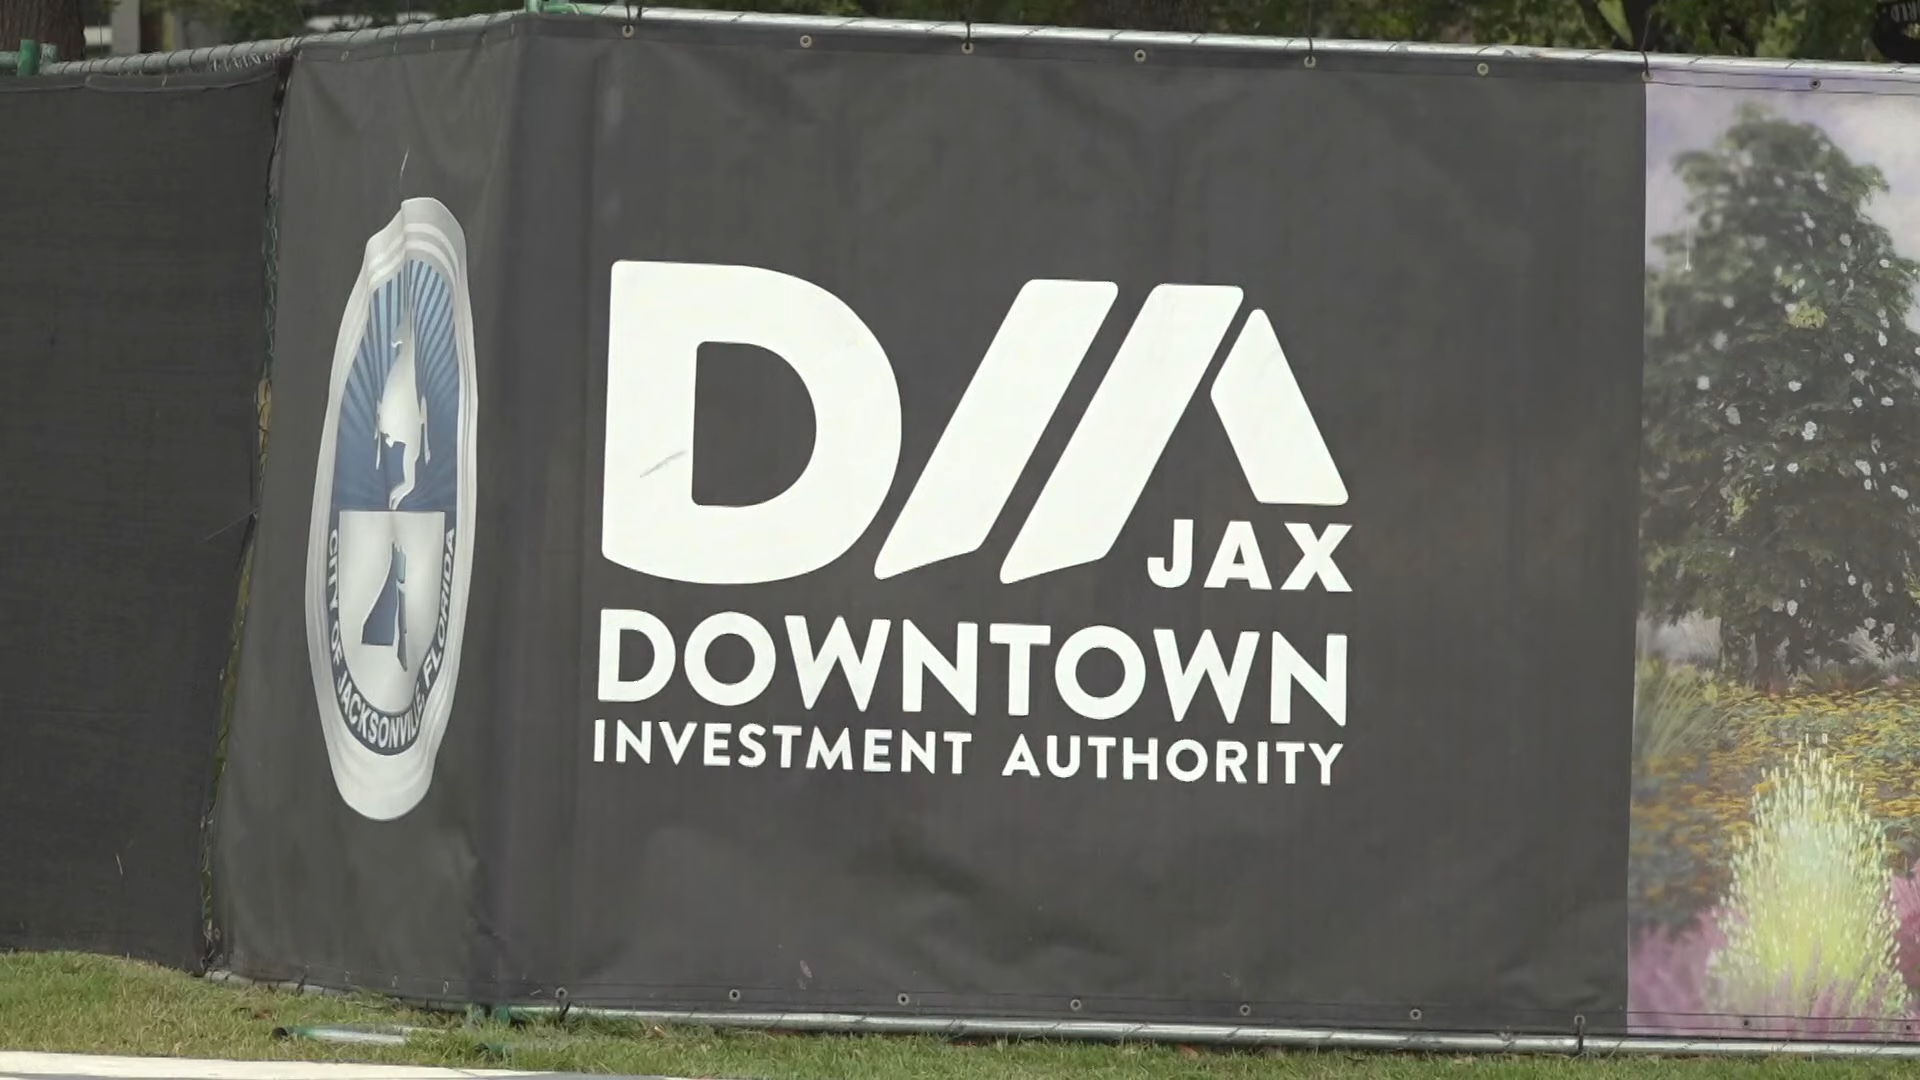 CITY OF JACKSONVILLE, FLORIDA
DIA
JAX
DOWNTOWN
INVESTMENT AUTHORITY